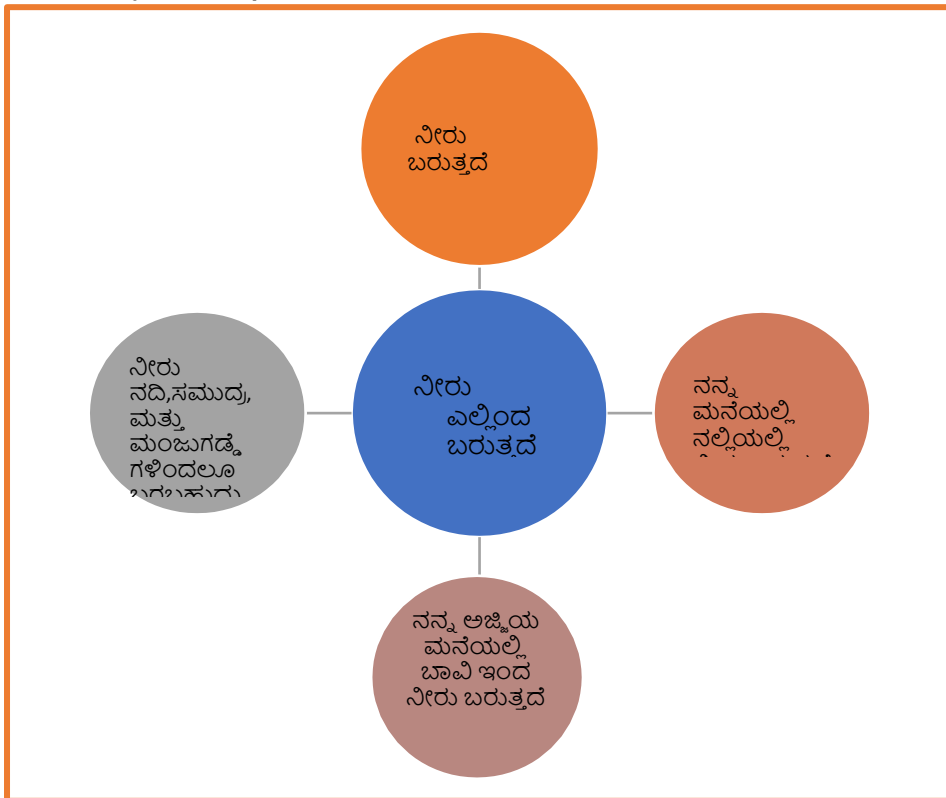 ನೀರು
ಬರುತ್ತದೆ
ನೀರು
ನದಿ,ಸಮುದ್ರ,
ಮತ್ತು
ಮಂಜುಗಡ್ಡೆ
ಗಳಿಂದಲೂ
ಬರಬಹುದು
ನೀರು
ಎಲ್ಲಿಂದ
ಬರುತ್ತದೆ
ನನ್ನ
ಮನೆಯಲ್ಲಿ
ನಲ್ಲಿಯಲ್ಲಿ
ನನ್ನ ಅಜ್ಜಿಯ
ಮನೆಯಲ್ಲಿ
ಬಾವಿ ಇಂದ
ನೀರು ಬರುತ್ತದೆ